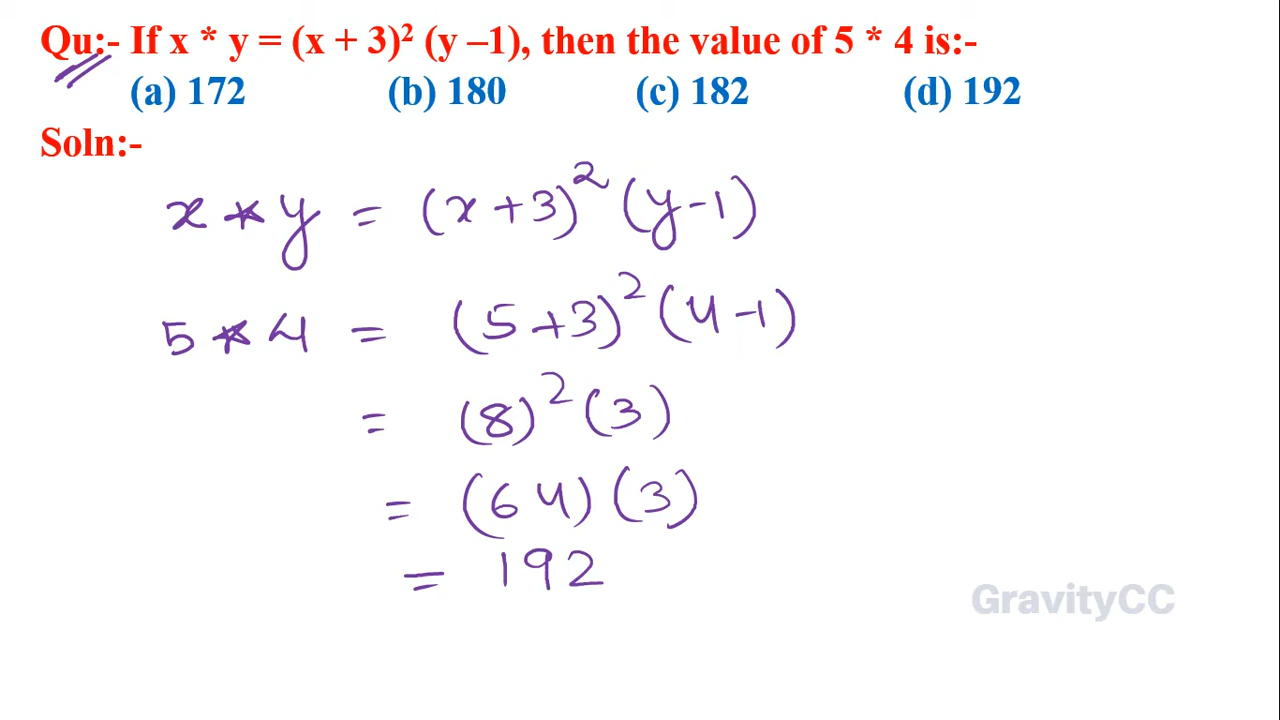 Qu:- If x * y = (x + 3)² (y –1), then the value of 5 * 4 is:-
(a) 172 (b) 180 (c) 182 (d) 192
Soln:-
x * y = (x+3)² (y-1)
5 * 4 = (5+3)² (4-1)
= (8)² (3)
= (64) (3)
= 192
GravityCC